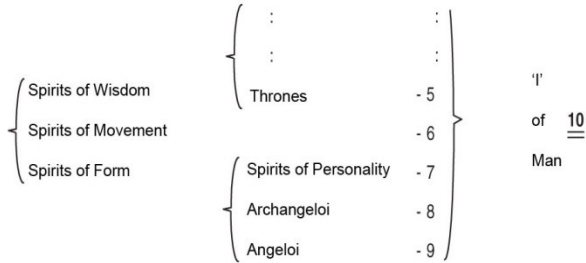 : :
: :
Spirits of Wisdom Thrones - 5 'I'
Spirits of Movement - 6 of 10
Spirits of Form Spirits of Personality - 7 Man
Archangeloi - 8
Angeloi - 9